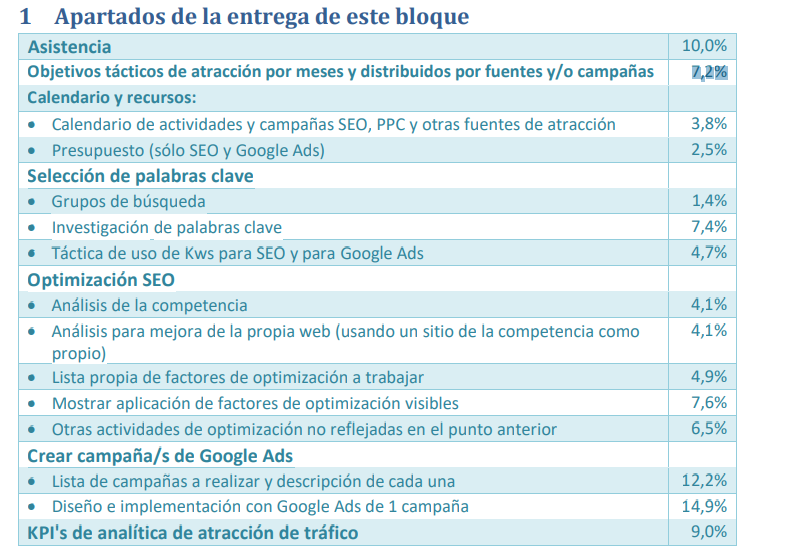 1 Apartados de la entrega de este bloque
Asistencia 10,0%
Objetivos tácticos de atracción por meses y distribuidos por fuentes y/o campañas 7,2%
Calendario y recursos:
• Calendario de actividades y campañas SEO, PPC y otras fuentes de atracción 3,8%
• Presupuesto (sólo SEO y Google Ads) 2,5%
Selección de palabras clave
• Grupos de búsqueda 1,4%
• Investigación de palabras clave 7,4%
• Táctica de uso de Kws para SEO y para Google Ads 4,7%
Optimización SEO
• Análisis de la competencia 4,1%
• Análisis para mejora de la propia web (usando un sitio de la competencia como 4,1%
propio)
• Lista propia de factores de optimización a trabajar 4,9%
• Mostrar aplicación de factores de optimización visibles 7,6%
• Otras actividades de optimización no reflejadas en el punto anterior 6,5%
Crear campaña/s de Google Ads
• Lista de campañas a realizar y descripción de cada una 12,2%
• Diseño e implementación con Google Ads de 1 campaña 14,9%
KPI's de analítica de atracción de tráfico 9,0%